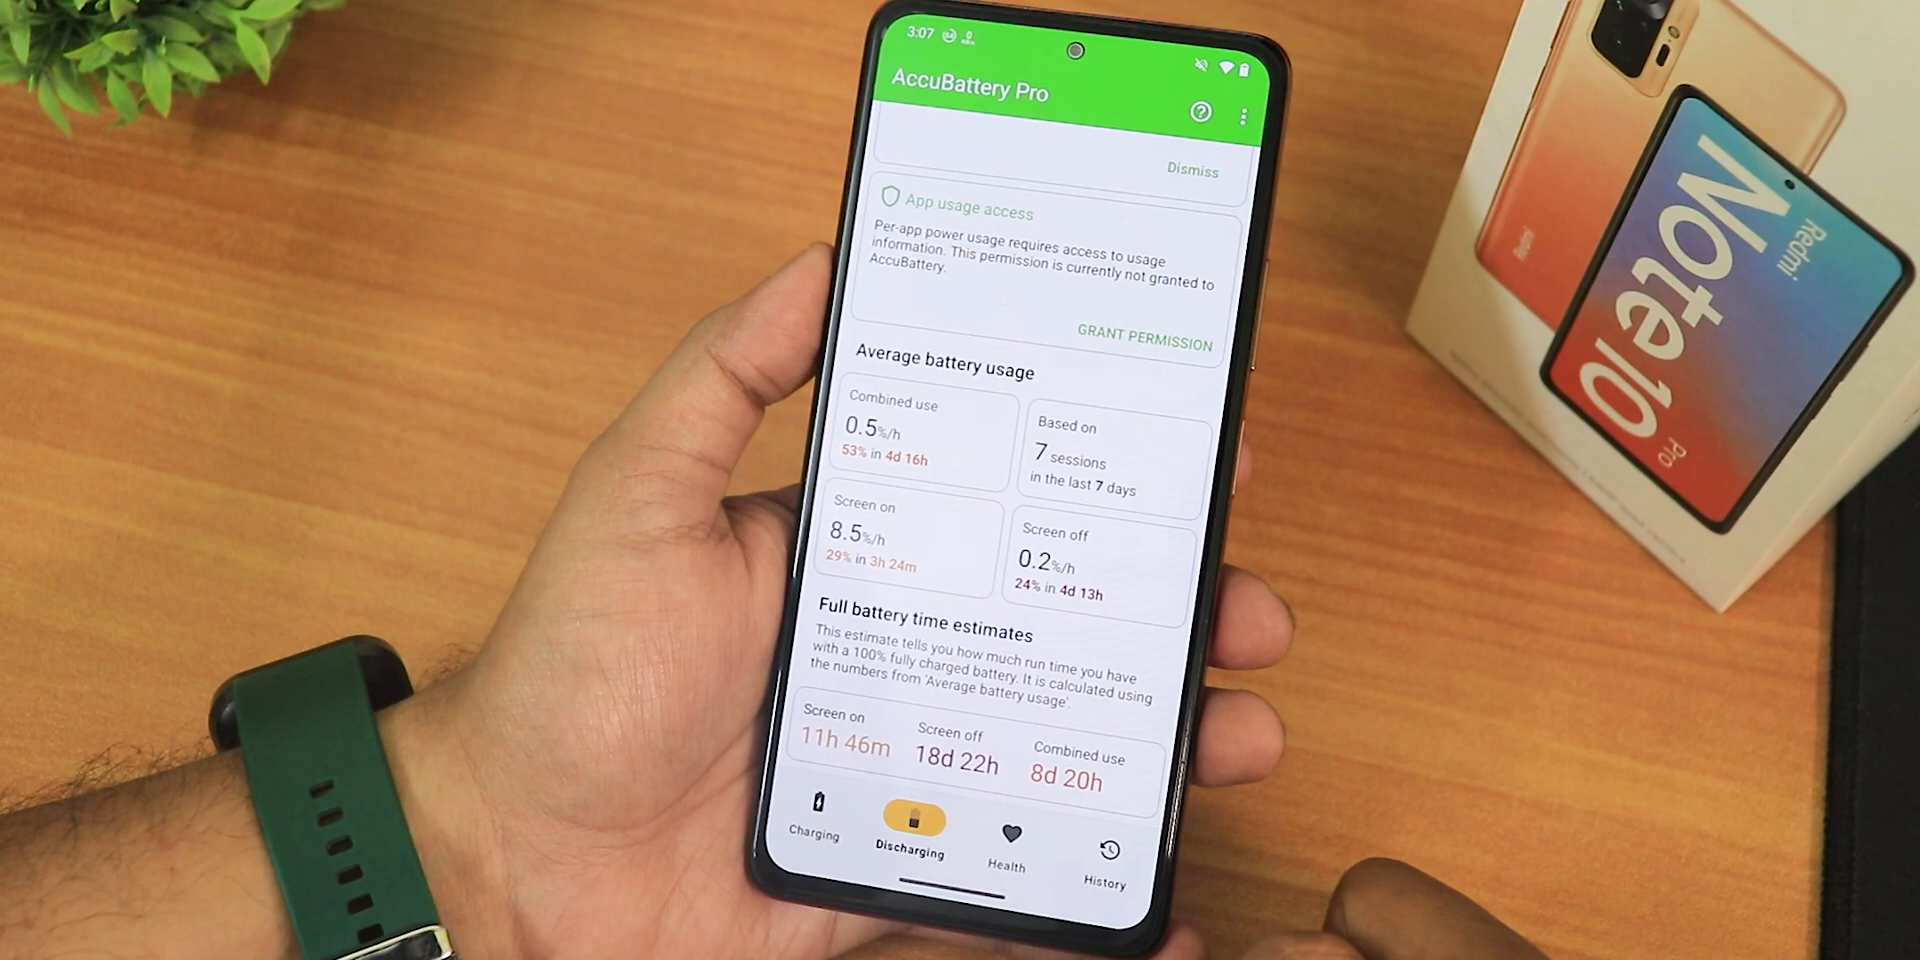 3:07
AccuBattery Pro
Dismiss
App usage access
Per-app power usage requires access to usage
information. This permission is currently not granted to
AccuBattery.
GRANT PERMISSION
Average battery usage
Combined use
0.5%/h
53% in 4d 16h
Based on
7 sessions
in the last 7 days
Screen on
8.5%/h
29% in 3h 24m
Screen off
0.2%/h
24% in 4d 13h
Full battery time estimates
This estimate tells you how much run time you have
with a 100% fully charged battery. It is calculated using
the numbers from 'Average battery usage'.
Screen on
11h 46m
Screen off
18d 22h
Combined use
8d 20h
Charging
Discharging
Health
History
Redmi
Redmi
Note 10
Pro